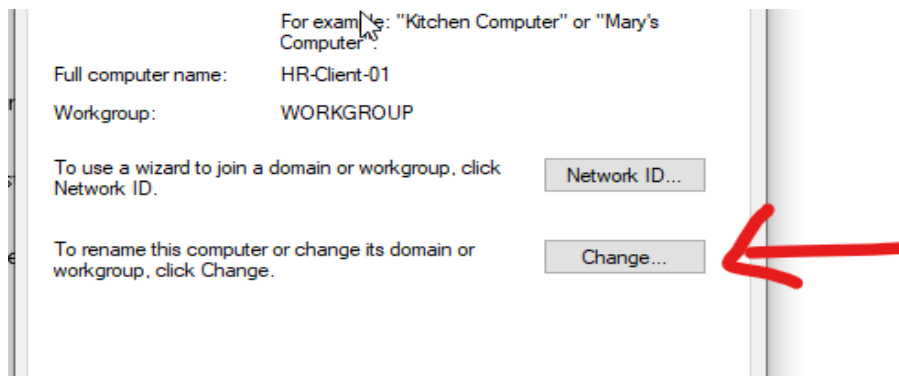 For example: "Kitchen Computer" or "Mary's
Computer".
Full computer name: HR-Client-01
Workgroup: WORKGROUP
To use a wizard to join a domain or workgroup, click
Network ID.
Network ID...
To rename this computer or change its domain or
workgroup, click Change.
Change...